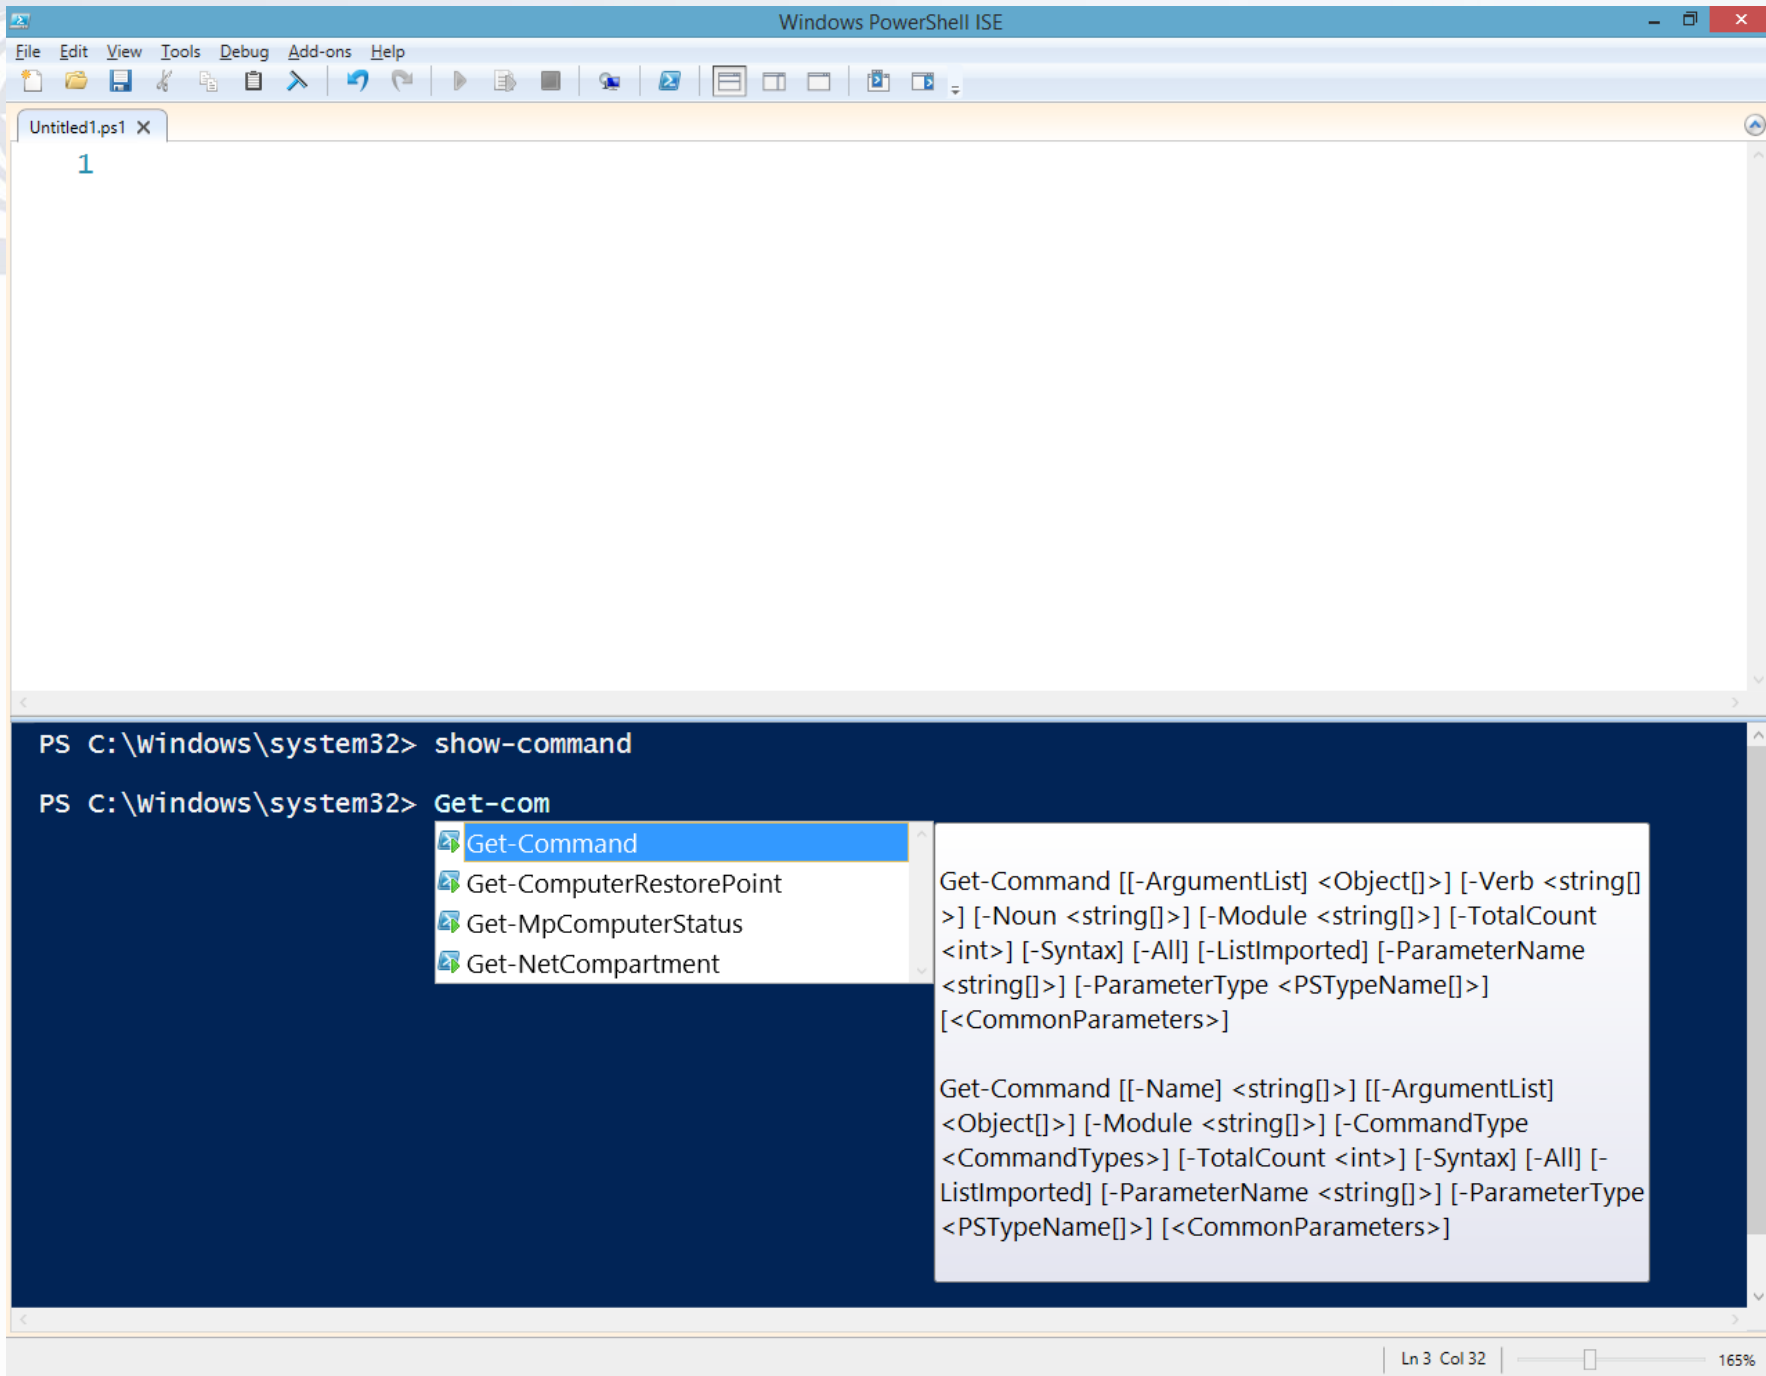 Windows PowerShell ISE
File Edit View Tools Debug Add-ons Help
Untitled1.ps1
1
PS C:\Windows\system32> show-command
PS C:\Windows\system32> Get-com
Get-Command
Get-ComputerRestorePoint
Get-MpComputerStatus
Get-NetCompartment
Get-Command [[-ArgumentList] <Object[]>] [-Verb <string[]
>] [-Noun <string[]>] [-Module <string[]>] [-TotalCount
<int>] [-Syntax] [-All] [-ListImported] [-ParameterName
<string[]>] [-ParameterType <PSTypeName[]>]
[<CommonParameters>]
Get-Command [[-Name] <string[]>] [[-ArgumentList]
<Object[]>] [-Module <string[]>] [-CommandType
<CommandTypes>] [-TotalCount <int>] [-Syntax] [-All] [-
ListImported] [-ParameterName <string[]>] [-ParameterType
<PSTypeName[]>] [<CommonParameters>]
Ln 3 Col 32
165%